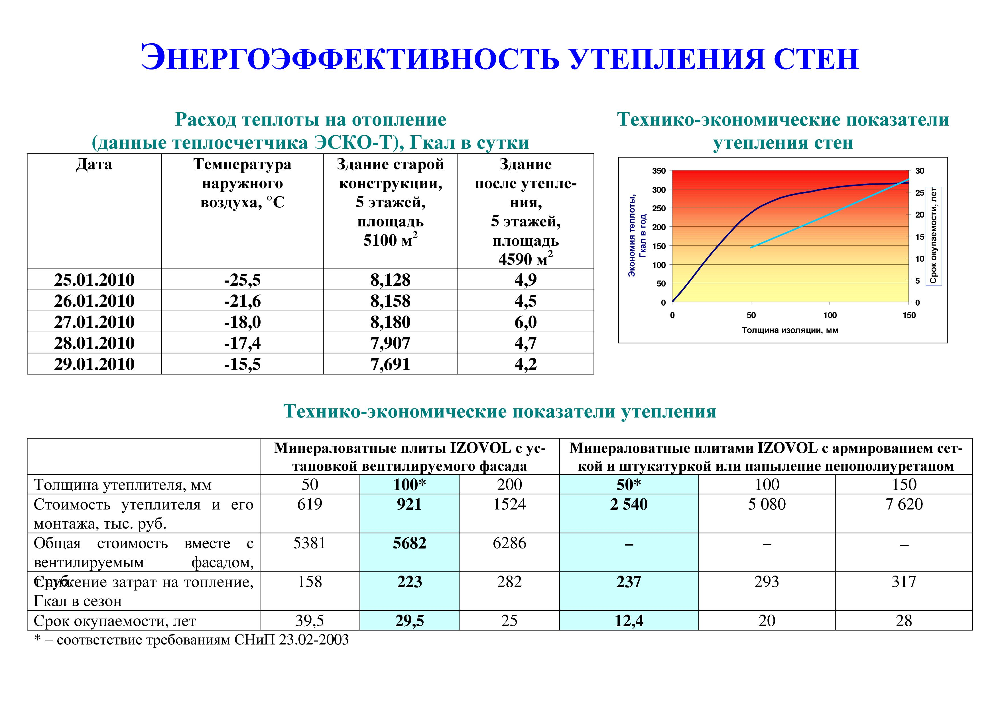 ЭНЕРГОЭФФЕКТИВНОСТЬ УТЕПЛЕНИЯ СТЕН
Расход теплоты на отопление
(данные теплосчетчика ЭСКО-Т), Гкал в сутки
Дата
Температура
наружного
воздуха, °С
Здание старой
конструкции,
5 этажей,
площадь
5100 м²
Здание
после утепле-
ния,
5 этажей,
площадь
4590 м²
25.01.2010 -25,5 8,128 4,9
26.01.2010 -21,6 8,158 4,5
27.01.2010 -18,0 8,180 6,0
28.01.2010 -17,4 7,907 4,7
29.01.2010 -15,5 7,691 4,2
Технико-экономические показатели
утепления стен
Экономия теплоты,
Гкал в год
350
300
250
200
150
100
50
0
30
25
20
15
10
5
0
Срок окупаемости, лет
0 50 100 150
Толщина изоляции, мм
Технико-экономические показатели утепления
Минераловатные плиты IZOVOL с ус-
тановкой вентилируемого фасада
Минераловатные плитами IZOVOL с армированием сет-
кой и штукатуркой или напыление пенополиуретаном
Толщина утеплителя, мм 50 100* 200 50* 100 150
Стоимость утеплителя и его 619 921 1524 2 540 5 080 7 620
монтажа, тыс. руб.
Общая стоимость вместе с 5381 5682 6286 – – –
вентилируемым фасадом,
т.руб.
Снижение затрат на топление, 158 223 282 237 293 317
Гкал в сезон
Срок окупаемости, лет 39,5 29,5 25 12,4 20 28
* – соответствие требованиям СНиП 23.02-2003